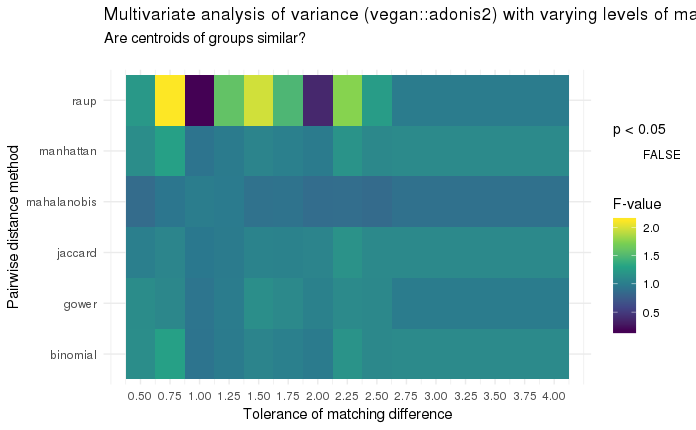 Multivariate analysis of variance (vegan::adonis2) with varying levels of ma
Are centroids of groups similar?
Pairwise distance method
raup
manhattan
mahalanobis
jaccard
gower
binomial
0.50 0.75 1.00 1.25 1.50 1.75 2.00 2.25 2.50 2.75 3.00 3.25 3.50 3.75 4.00
Tolerance of matching difference
p < 0.05
FALSE
F-value
2.0
1.5
1.0
0.5